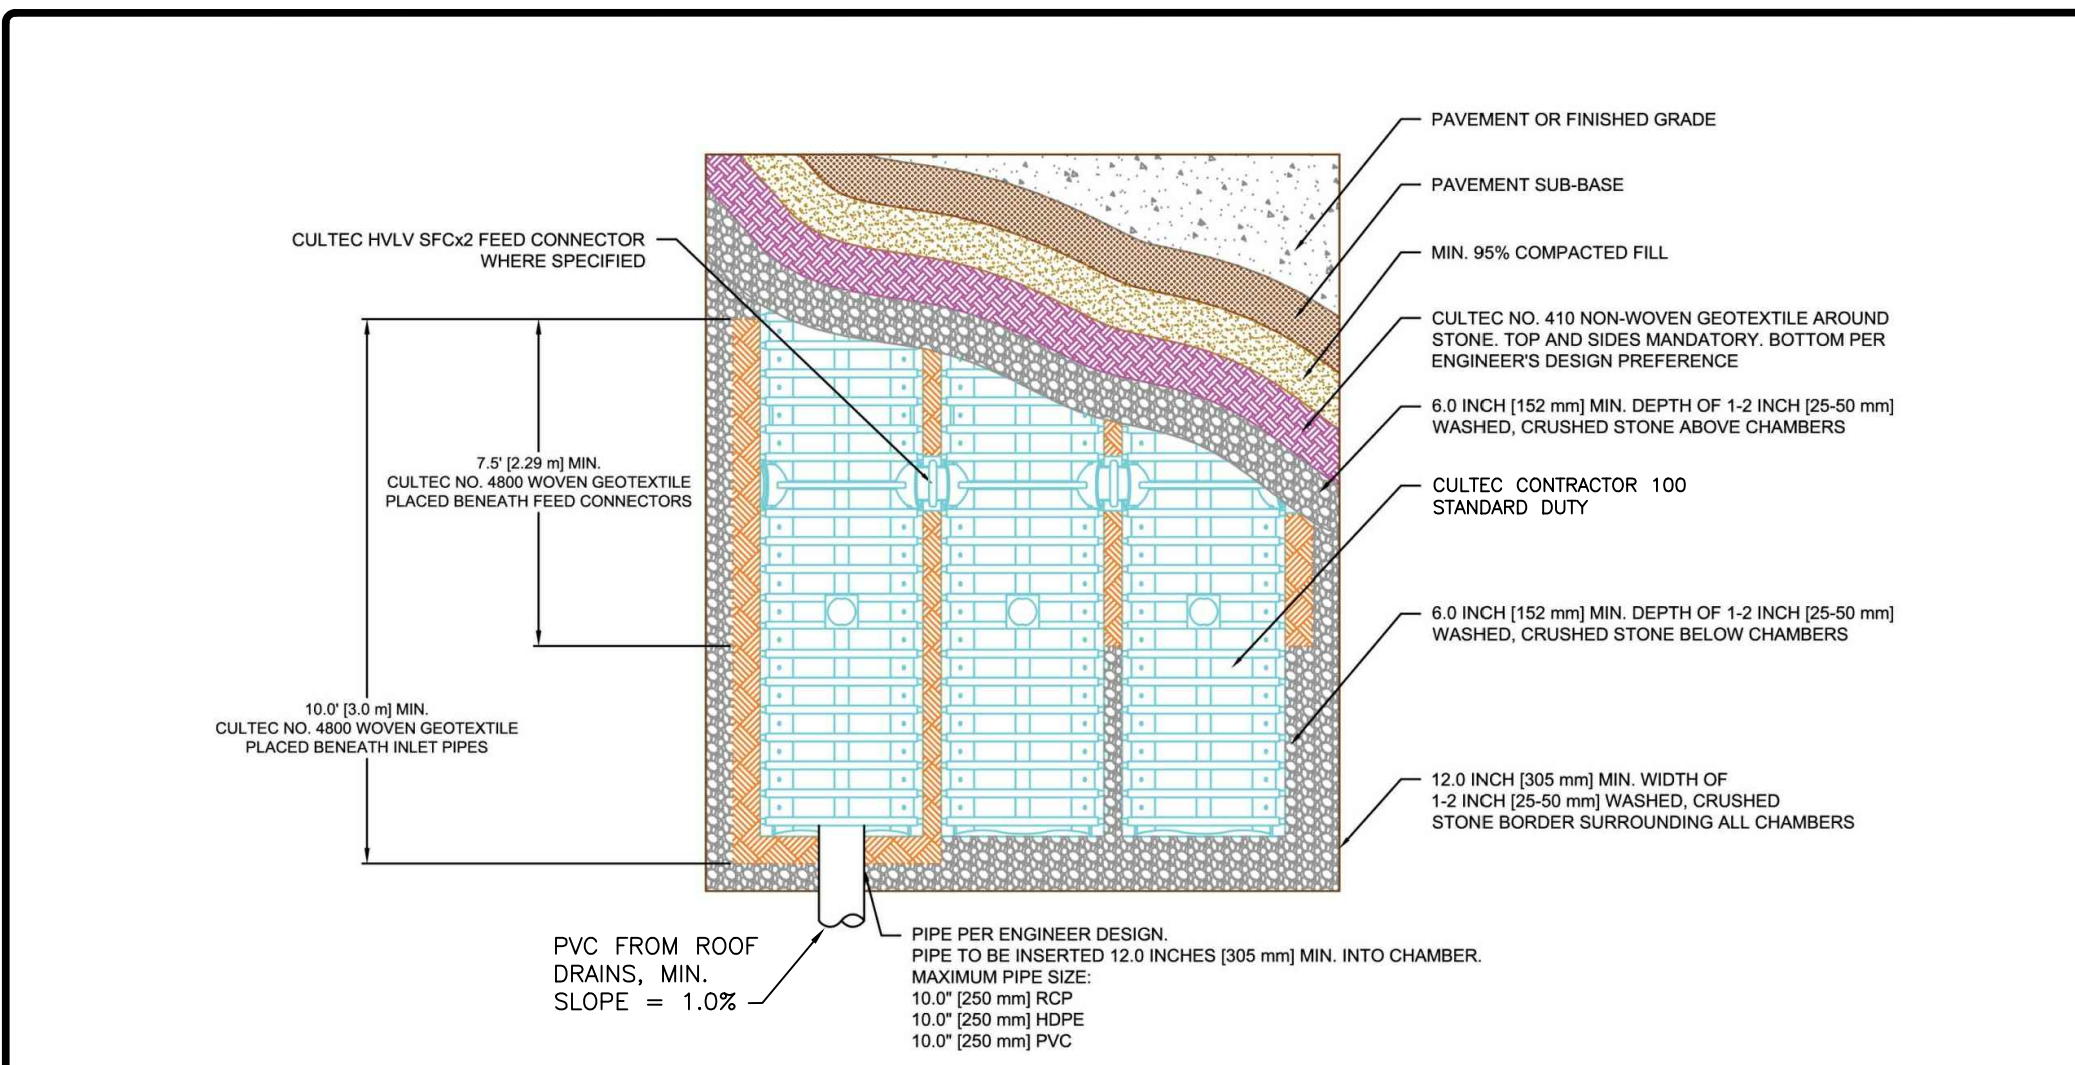 PAVEMENT OR FINISHED GRADE
PAVEMENT SUB-BASE
CULTEC HVLV SFCx2 FEED CONNECTOR
WHERE SPECIFIED
MIN. 95% COMPACTED FILL
CULTEC NO. 410 NON-WOVEN GEOTEXTILE AROUND
STONE. TOP AND SIDES MANDATORY. BOTTOM PER
ENGINEER'S DESIGN PREFERENCE
6.0 INCH [152 mm] MIN. DEPTH OF 1-2 INCH [25-50 mm]
WASHED, CRUSHED STONE ABOVE CHAMBERS
7.5' [2.29 m] MIN.
CULTEC NO. 4800 WOVEN GEOTEXTILE
PLACED BENEATH FEED CONNECTORS
CULTEC CONTRACTOR 100
STANDARD DUTY
6.0 INCH [152 mm] MIN. DEPTH OF 1-2 INCH [25-50 mm]
WASHED, CRUSHED STONE BELOW CHAMBERS
10.0' [3.0 m] MIN.
CULTEC NO. 4800 WOVEN GEOTEXTILE
PLACED BENEATH INLET PIPES
12.0 INCH [305 mm] MIN. WIDTH OF
1-2 INCH [25-50 mm] WASHED, CRUSHED
STONE BORDER SURROUNDING ALL CHAMBERS
PVC FROM ROOF
DRAINS, MIN.
SLOPE = 1.0%
PIPE PER ENGINEER DESIGN.
PIPE TO BE INSERTED 12.0 INCHES [305 mm] MIN. INTO CHAMBER.
MAXIMUM PIPE SIZE:
10.0" [250 mm] RCP
10.0" [250 mm] HDPE
10.0" [250 mm] PVC